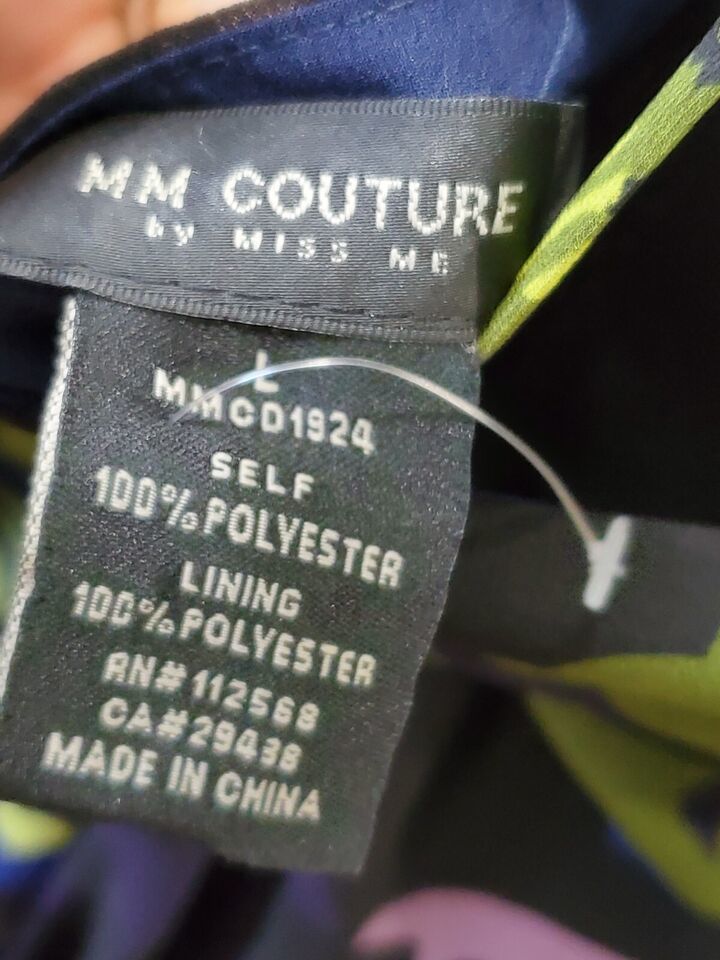 MM COUTURE
by MISS ME
L
MMCD1924
SELF
100% POLYESTER
LINING
100% POLYESTER
RN# 112568
CA# 29438
MADE IN CHINA